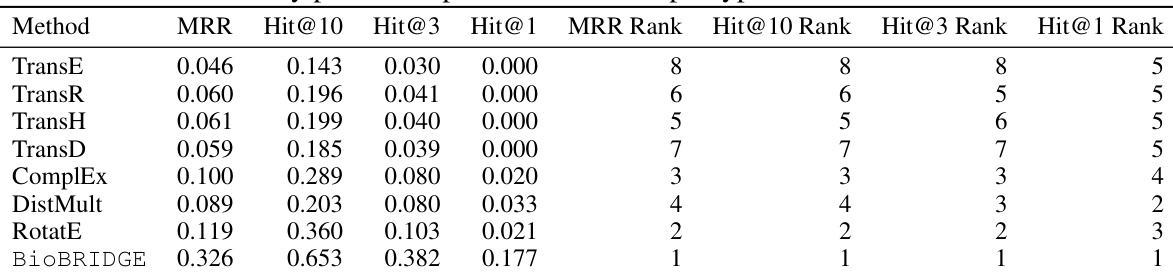 Method MRR Hit@10 Hit@3 Hit@1 MRR Rank Hit@10 Rank Hit@3 Rank Hit@1 Rank
TransE 0.046 0.143 0.030 0.000 8 8 8 5
TransR 0.060 0.196 0.041 0.000 6 6 5 5
TransH 0.061 0.199 0.040 0.000 5 5 6 5
TransD 0.059 0.185 0.039 0.000 7 7 7 5
ComplEx 0.100 0.289 0.080 0.020 3 3 3 4
DistMult 0.089 0.203 0.080 0.033 4 4 3 2
RotatE 0.119 0.360 0.103 0.021 2 2 2 3
BioBRIDGE 0.326 0.653 0.382 0.177 1 1 1 1